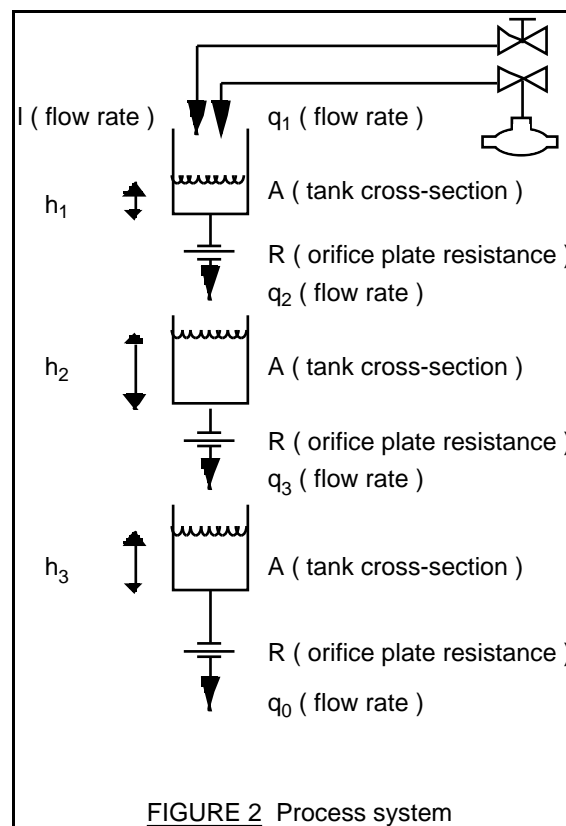 I ( flow rate ) q1 ( flow rate )
A ( tank cross-section )
h1
R ( orifice plate resistance )
q2 ( flow rate )
h2 A ( tank cross-section )
R ( orifice plate resistance )
q3 ( flow rate )
h3 A ( tank cross-section )
R ( orifice plate resistance )
q0 ( flow rate )
FIGURE 2 Process system